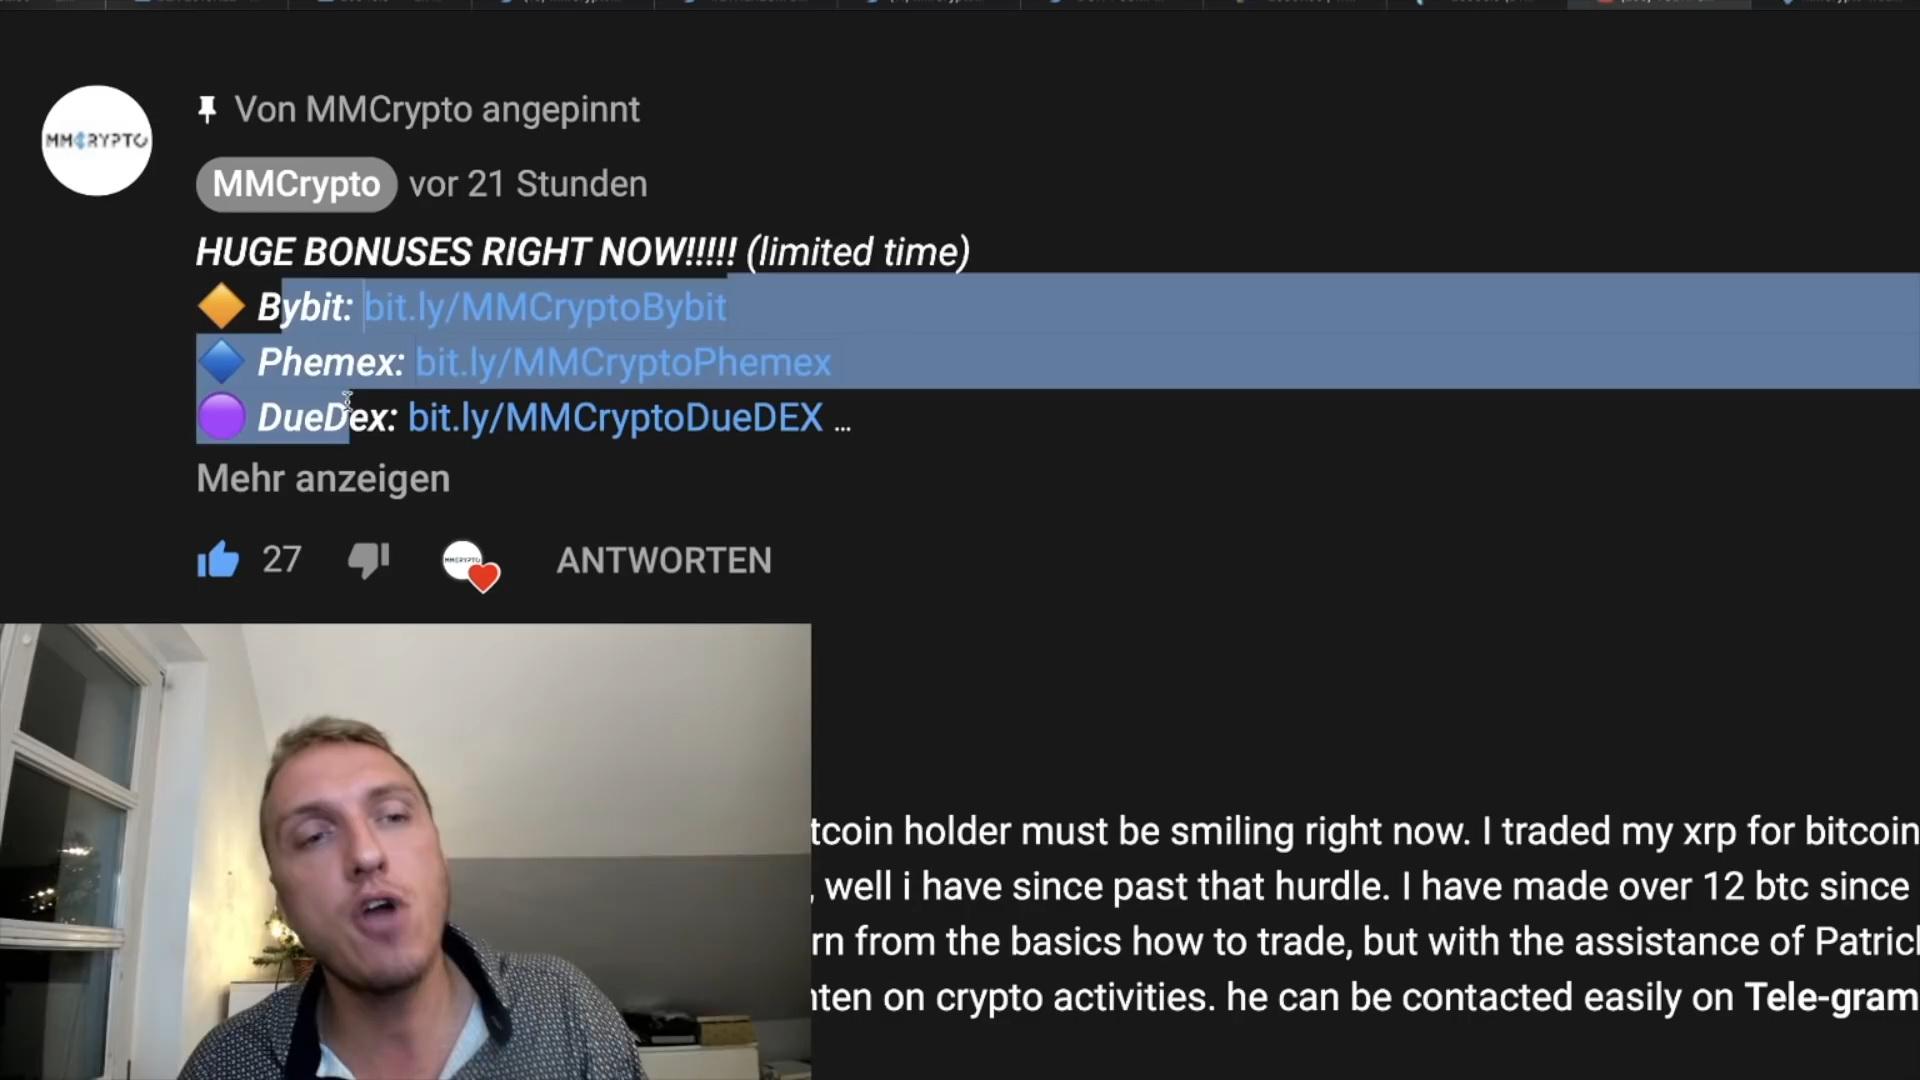 MMCRYPTO
Von MMCrypto angepinnt
MMCrypto vor 21 Stunden
HUGE BONUSES RIGHT NOW!!!!! (limited time)
Bybit: bit.ly/MMCryptoBybit
Phemex: bit.ly/MMCryptoPhemex
DueDex: bit.ly/MMCryptoDueDEX ...
Mehr anzeigen
27 ANTWORTEN
tcoin holder must be smiling right now. I traded my xrp for bitcoin
, well i have since past that hurdle. I have made over 12 btc since
rn from the basics how to trade, but with the assistance of Patric
ten on crypto activities. he can be contacted easily on Tele-gram